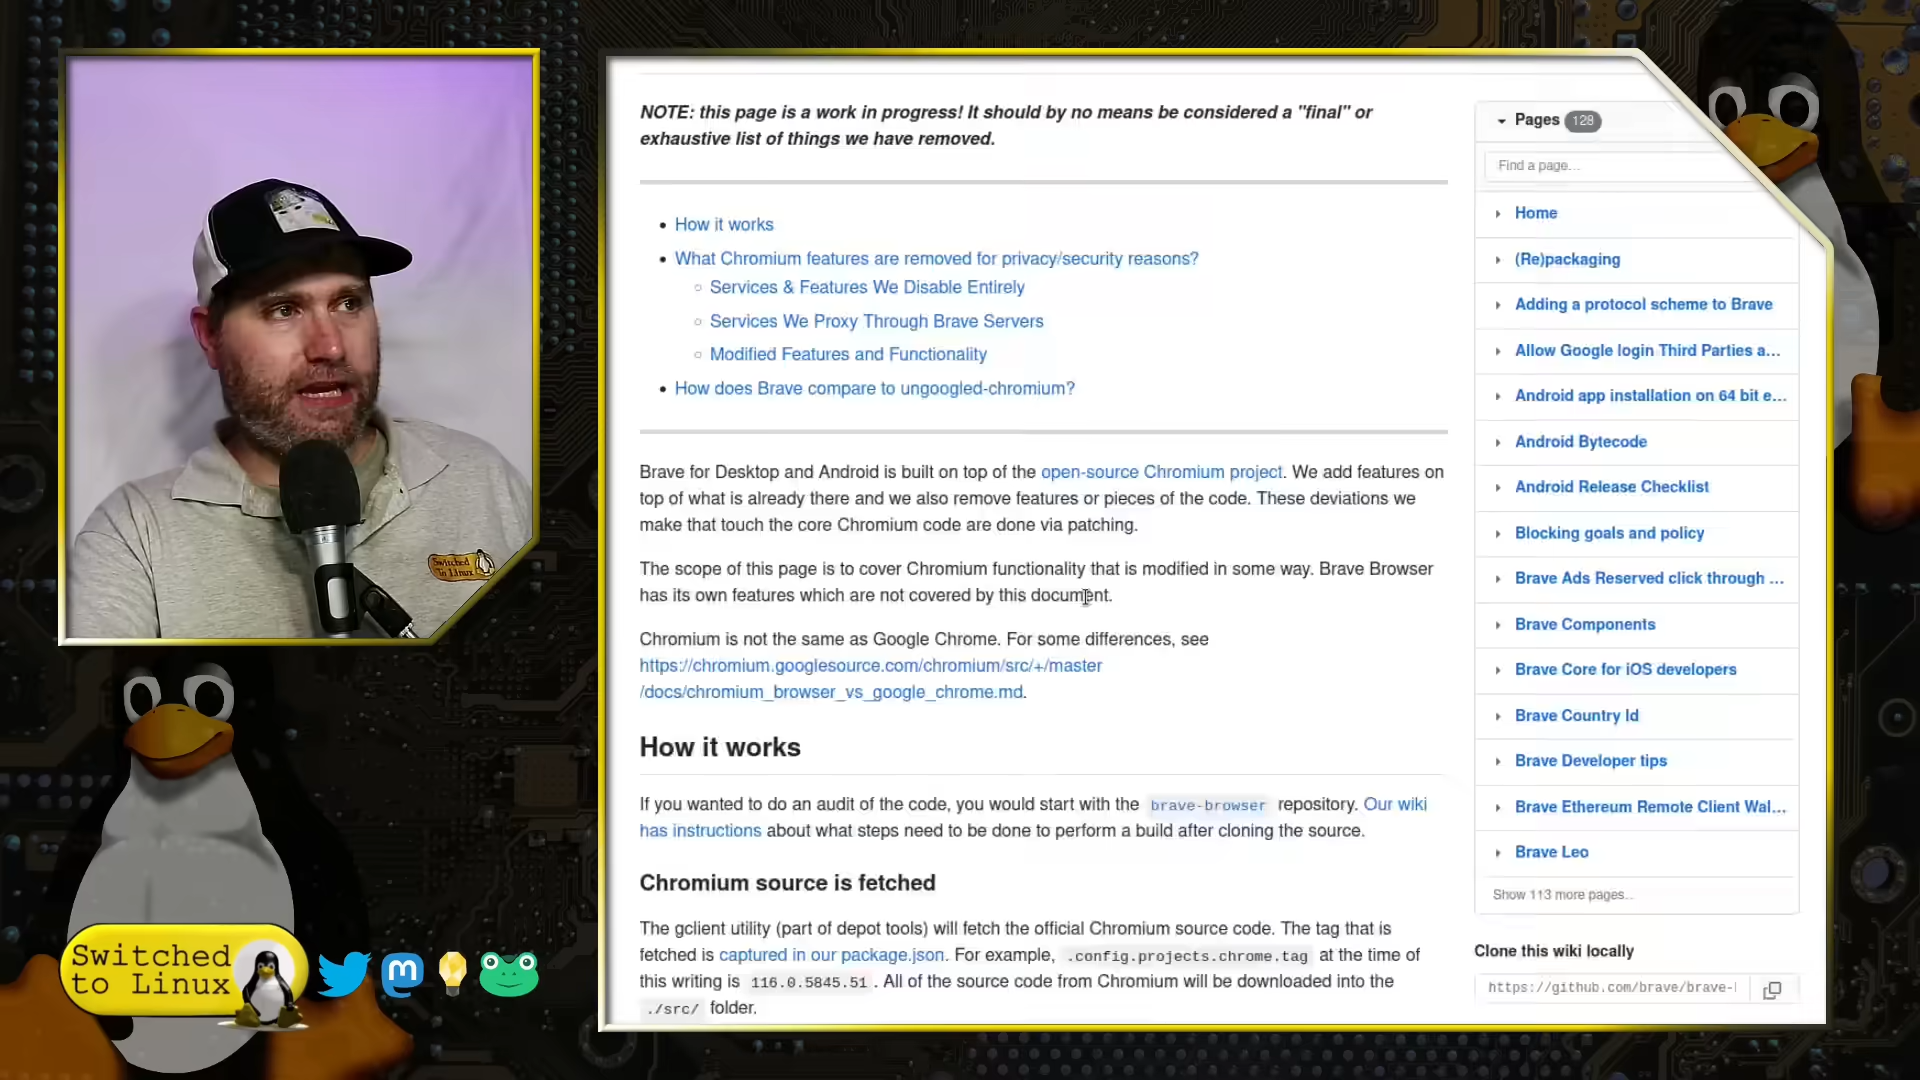 NOTE: this page is a work in progress! It should by no means be considered a "final" or
exhaustive list of things we have removed.
How it works
What Chromium features are removed for privacy/security reasons?
Services & Features We Disable Entirely
Services We Proxy Through Brave Servers
Modified Features and Functionality
How does Brave compare to ungoogled-chromium?
Brave for Desktop and Android is built on top of the open-source Chromium project. We add features on
top of what is already there and we also remove features or pieces of the code. These deviations we
make that touch the core Chromium code are done via patching.
The scope of this page is to cover Chromium functionality that is modified in some way. Brave Browser
has its own features which are not covered by this document.
Chromium is not the same as Google Chrome. For some differences, see
https://chromium.googlesource.com/chromium/src/+/master
/docs/chromium_browser_vs_google_chrome.md.
How it works
If you wanted to do an audit of the code, you would start with the brave-browser repository. Our wiki
has instructions about what steps need to be done to perform a build after cloning the source.
Chromium source is fetched
The gclient utility (part of depot tools) will fetch the official Chromium source code. The tag that is
fetched is captured in our package.json. For example, .config.projects.chrome.tag at the time of
this writing is 116.0.5845.51. All of the source code from Chromium will be downloaded into the
./src/ folder.
Pages 128
Find a page...
Home
(Re)packaging
Adding a protocol scheme to Brave
Allow Google login Third Parties a...
Android app installation on 64 bit e...
Android Bytecode
Android Release Checklist
Blocking goals and policy
Brave Ads Reserved click through ...
Brave Components
Brave Core for iOS developers
Brave Country Id
Brave Developer tips
Brave Ethereum Remote Client Wal...
Brave Leo
Show 113 more pages...
Clone this wiki locally
https://github.com/brave/brave-
Switched
To Linux
Switched
to Linux